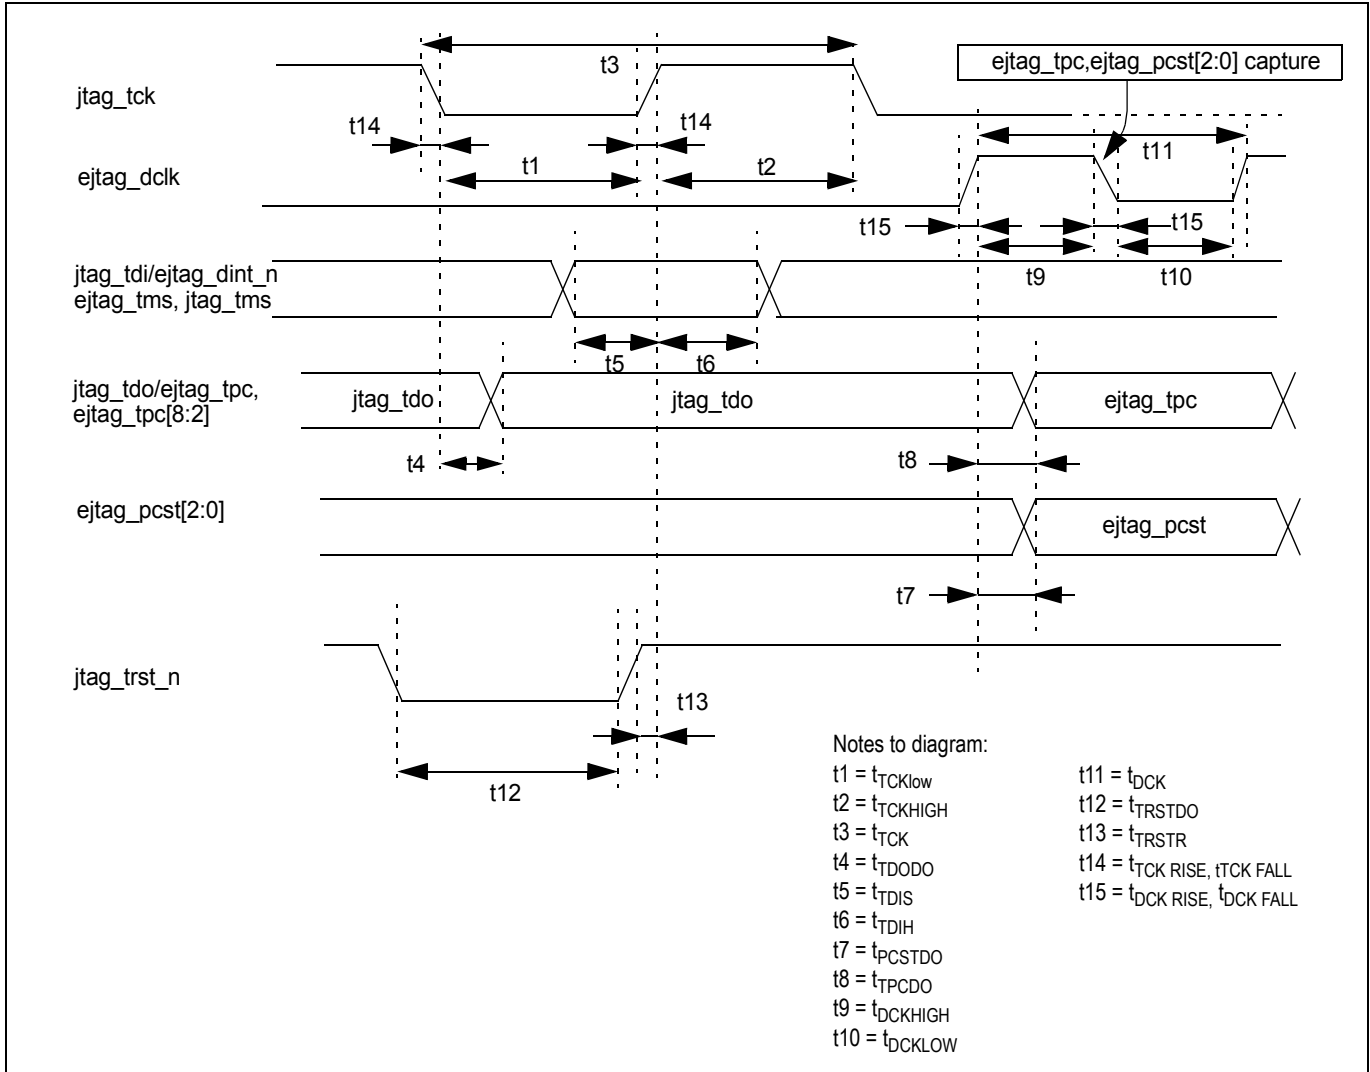 t3
ejtag_tpc,ejtag_pcst[2:0] capture
jtag_tck
t14
t14
t11
t1
t2
ejtag_dclk
t15
t15
jtag_tdi/ejtag_dint_n
ejtag_tms, jtag_tms
t9
t10
t5
t6
jtag_tdo/ejtag_tpc,
ejtag_tpc[8:2]
jtag_tdo
jtag_tdo
ejtag_tpc
t4
t8
ejtag_pcst[2:0]
ejtag_pcst
t7
jtag_trst_n
t13
t12
Notes to diagram:
t1 = tTCKlow
t2 = tTCKHIGH
t3 = tTCK
t4 = tTDODO
t5 = tTDIS
t6 = tTDIH
t7 = tPCSTDO
t8 = tTPCDO
t9 = tDCKHIGH
t10 = tDCKLOW
t11 = tDCK
t12 = tTRSTDO
t13 = tTRSTR
t14 = tTCK RISE, tTCK FALL
t15 = tDCK RISE, tDCK FALL